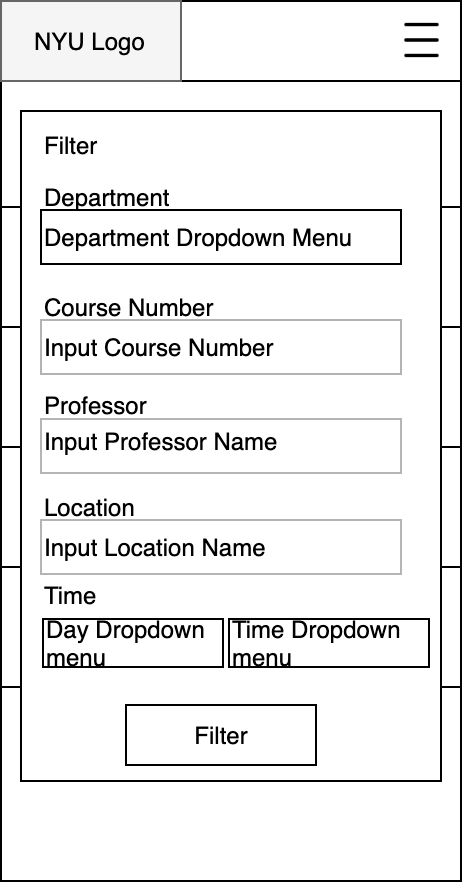 NYU Logo
Filter
Department
Department Dropdown Menu
Course Number
Input Course Number
Professor
Input Professor Name
Location
Input Location Name
Time
Day Dropdown
menu
Time Dropdown
menu
Filter